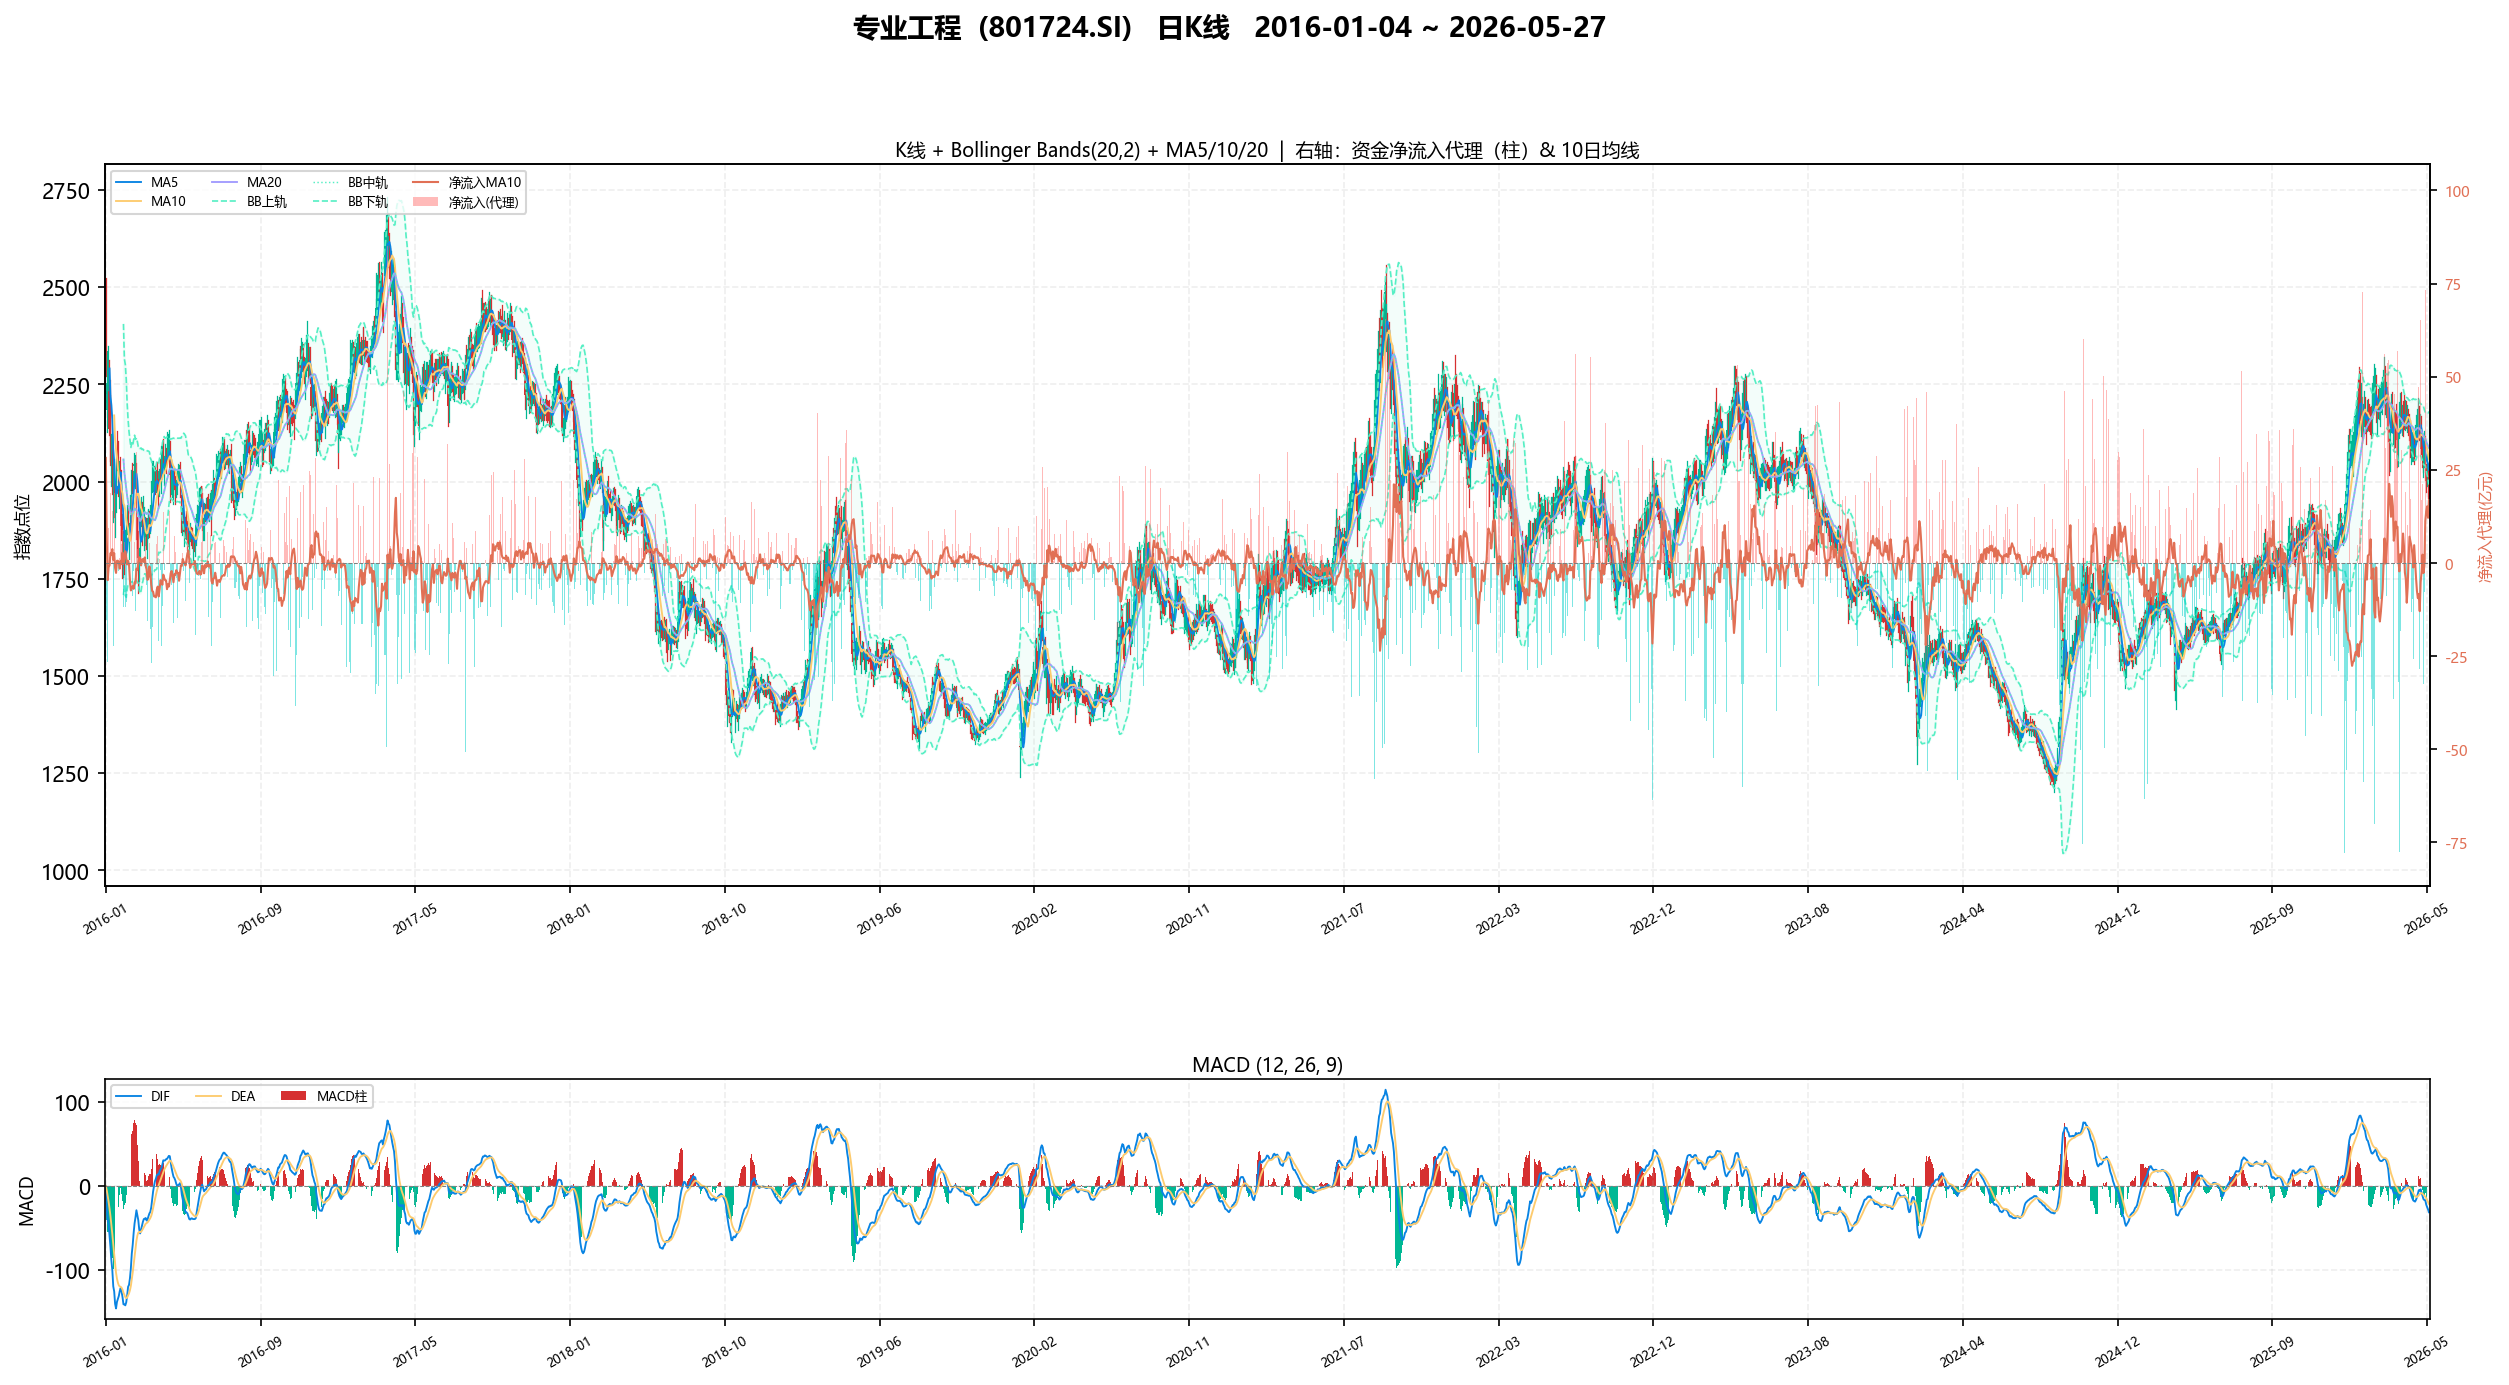 专业工程 (801724.SI) 日K线 2016-01-04 ~ 2026-05-27
K线 + Bollinger Bands(20,2) + MA5/10/20 | 右轴：资金净流入代理（柱）& 10日均线
MA5 MA20 BB中轨 净流入MA10
MA10 BB上轨 BB下轨 净流入(代理)
指数点位
2750
2500
2250
2000
1750
1500
1250
1000
100
75
50
25
0
-25
-50
-75
净流入代理(亿元)
2016-01 2016-09 2017-05 2018-01 2018-10 2019-06 2020-02 2020-11 2021-07 2022-03 2022-12 2023-08 2024-04 2024-12 2025-09 2026-05
MACD (12, 26, 9)
DIF DEA MACD柱
MACD
100
0
-100
2016-01 2016-09 2017-05 2018-01 2018-10 2019-06 2020-02 2020-11 2021-07 2022-03 2022-12 2023-08 2024-04 2024-12 2025-09 2026-05